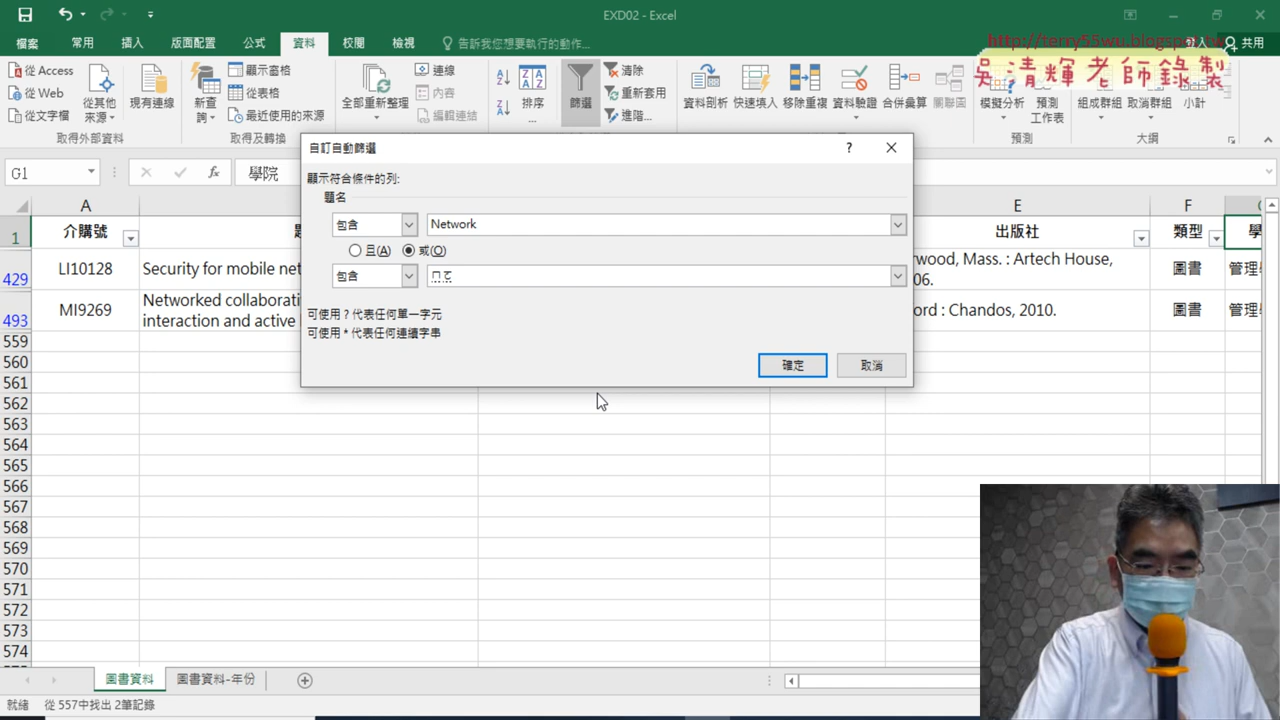 EXD02 - Excel
檔案 常用 插入 版面配置 公式 資料 校閱 檢視 告訴我您想要執行的動作... 登入 共用
http://terry55wu.blogspot.tw
吳清輝老師錄製
從 Access
從 Web
從文字檔
從其他來源
現有連線
取得外部資料
新查詢
顯示窗格
從表格
最近使用的來源
取得及轉換
全部重新整理
連線
內容
編輯連結
排序
篩選
清除
重新套用
進階...
資料剖析 快速填入 移除重複 資料驗證 合併彙算 關聯圖
模擬分析 預測工作表
預測
組成群組 取消群組 小計
大綱
G1
fx
學院
自訂自動篩選
?
顯示符合條件的列:
題名
包含 Network
且(A) 或(O)
包含 ㄇㄛ
可使用 ? 代表任何單一字元
可使用 * 代表任何連續字串
確定 取消
A E F
1 介購號 出版社 類型
429 LI10128 Security for mobile net wood, Mass. : Artech House, 06. 圖書 管理
493 MI9269 Networked collaborati interaction and active ord : Chandos, 2010. 圖書 管理
559
560
561
562
563
564
565
566
567
568
569
570
571
572
573
574
圖書資料 圖書資料-年份
就緒 從 557中找出 2筆記錄